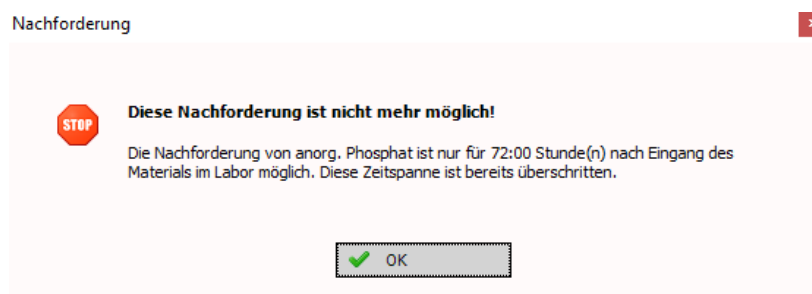 Nachforderung
STOP
Diese Nachforderung ist nicht mehr möglich!
Die Nachforderung von anorg. Phosphat ist nur für 72:00 Stunde(n) nach Eingang des
Materials im Labor möglich. Diese Zeitspanne ist bereits überschritten.
OK